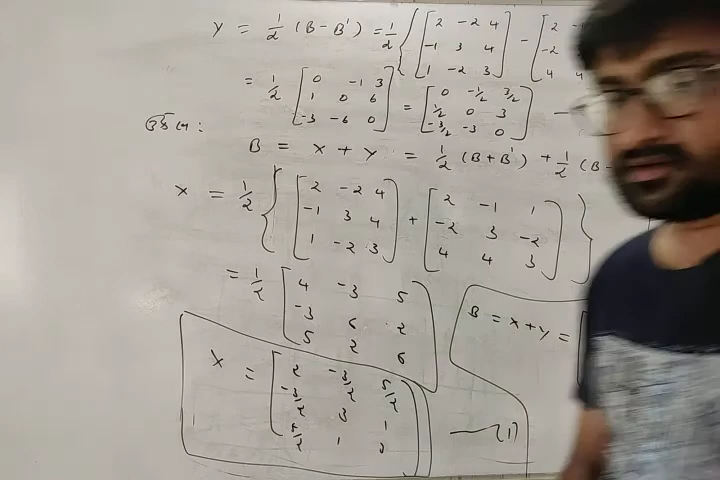 Y = 1/2 (B - B') = 1/2 { [ 2 -2 4
-1 3 4
1 -2 3 ] - [ 2
-2
4
= 1/2 [ 0 -1 3
1 0 6
-3 -6 0 ] = [ 0 -1/2 3/2
1/2 0 3
-3/2 -3 0 ] —
B = X + Y = 1/2 (B + B') + 1/2 (B -
X = 1/2 { [ 2 -2 4
-1 3 4
1 -2 3 ] + [ 2 -1 1
-2 3 -2
4 4 3 ] }
= 1/2 [ 4 -3 5
-3 6 2
5 2 6 ]
B = X + Y = [
X = [ 2 -3/2 5/2
-3/2 3 1
5/2 1 3 ] — (1)